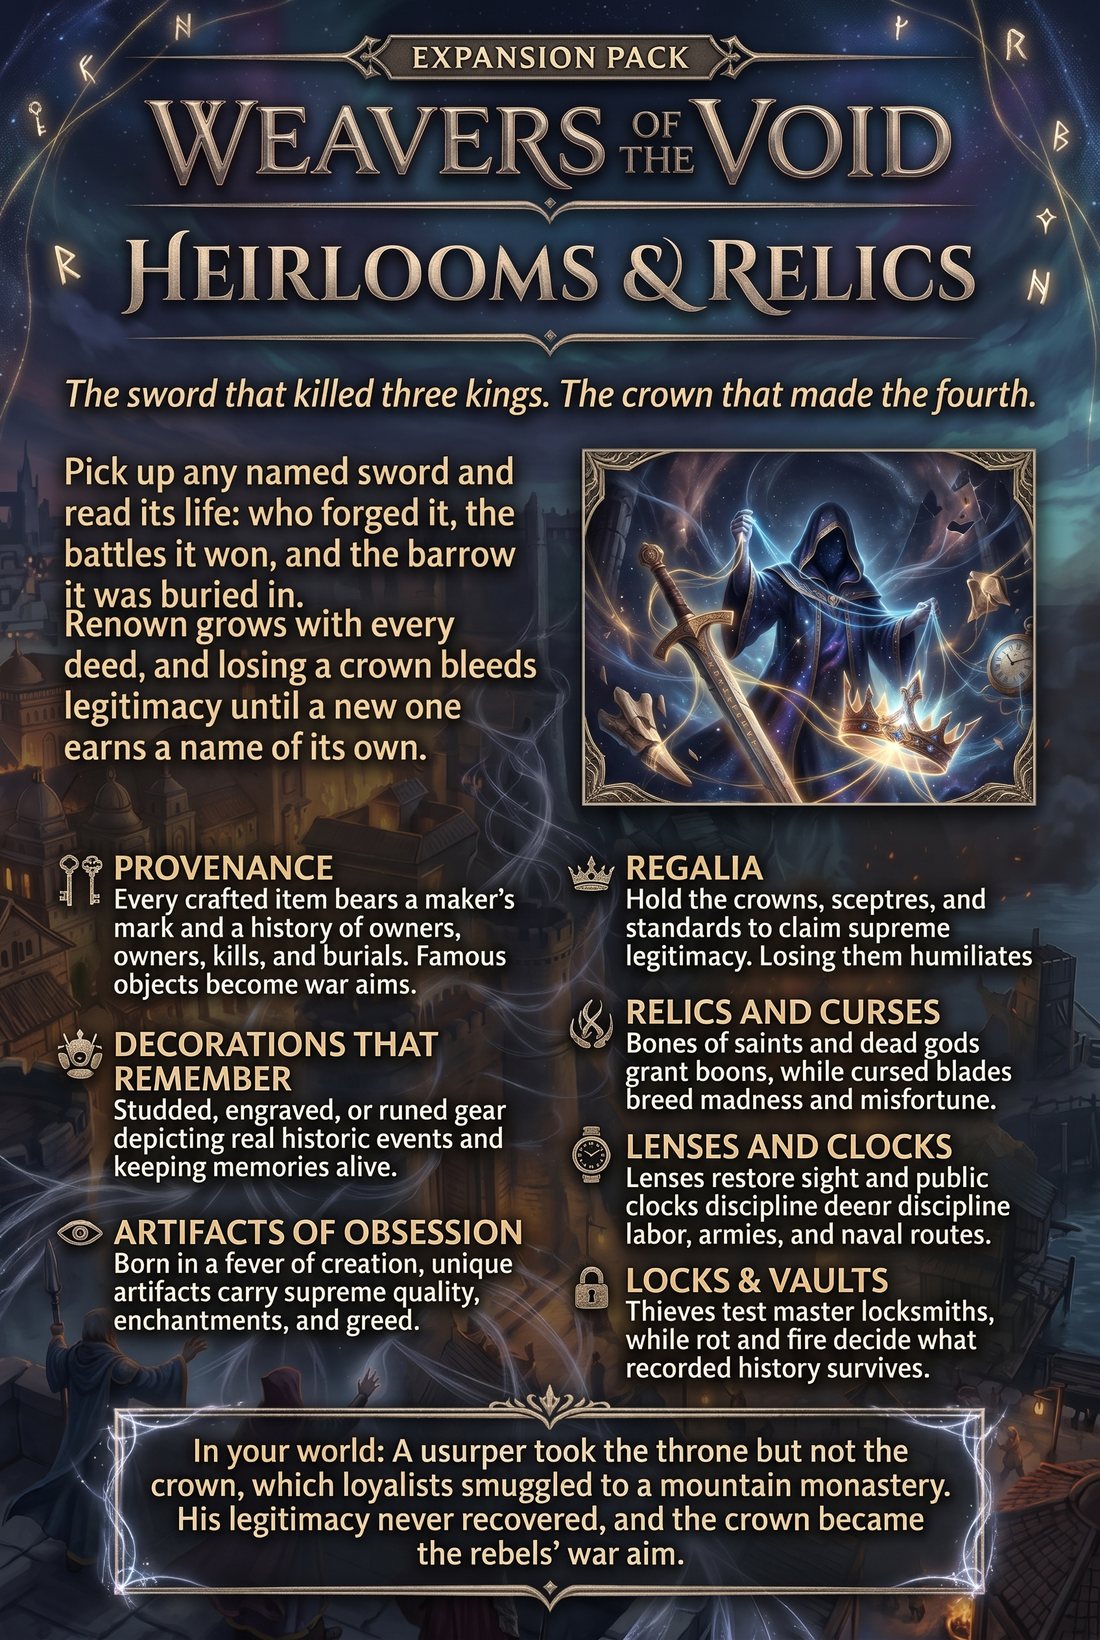 EXPANSION PACK
WEAVERS OF THE VOID
HEIRLOOMS & RELICS
The sword that killed three kings. The crown that made the fourth.
Pick up any named sword and
read its life: who forged it, the
battles it won, and the barrow
it was buried in.
Renown grows with every
deed, and losing a crown bleeds
legitimacy until a new one
earns a name of its own.
PROVENANCE
Every crafted item bears a maker's
mark and a history of owners,
owners, kills, and burials. Famous
objects become war aims.
DECORATIONS THAT
REMEMBER
Studded, engraved, or runed gear
depicting real historic events and
keeping memories alive.
ARTIFACTS OF OBSESSION
Born in a fever of creation, unique
artifacts carry supreme quality,
enchantments, and greed.
REGALIA
Hold the crowns, sceptres, and
standards to claim supreme
legitimacy. Losing them humiliates
RELICS AND CURSES
Bones of saints and dead gods
grant boons, while cursed blades
breed madness and misfortune.
LENSES AND CLOCKS
Lenses restore sight and public
clocks discipline discipline
labor, armies, and naval routes.
LOCKS & VAULTS
Thieves test master locksmiths,
while rot and fire decide what
recorded history survives.
In your world: A usurper took the throne but not the
crown, which loyalists smuggled to a mountain monastery.
His legitimacy never recovered, and the crown became
the rebels' war aim.